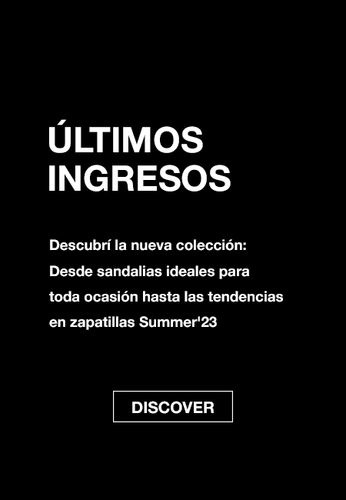 ÚLTIMOS
INGRESOS
Descubrí la nueva colección:
Desde sandalias ideales para
toda ocasión hasta las tendencias
en zapatillas Summer'23
DISCOVER